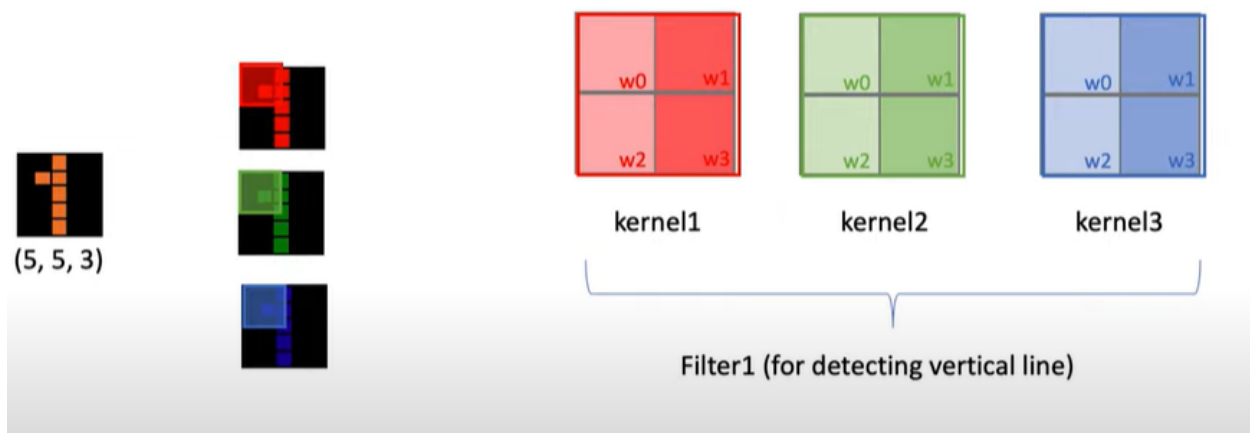 w0 w1 w0 w1 w0 w1
w2 w3 w2 w3 w2 w3
(5, 5, 3)
kernel1 kernel2 kernel3
Filter1 (for detecting vertical line)